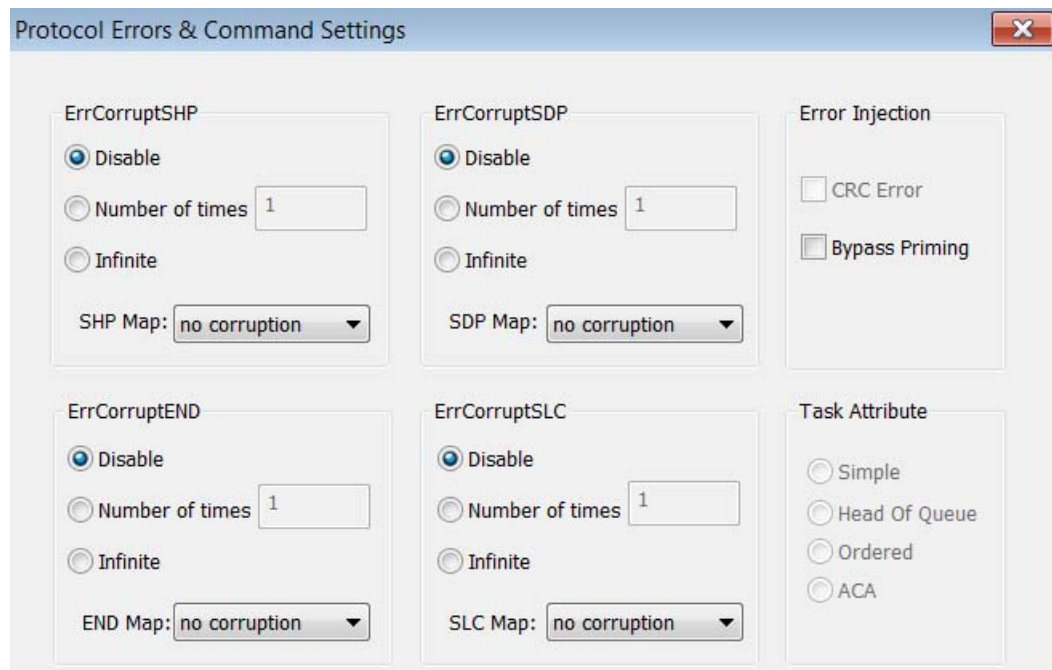 Protocol Errors & Command Settings
ErrCorruptSHP
Disable
Number of times 1
Infinite
SHP Map: no corruption
ErrCorruptSDP
Disable
Number of times 1
Infinite
SDP Map: no corruption
Error Injection
CRC Error
Bypass Priming
ErrCorruptEND
Disable
Number of times 1
Infinite
END Map: no corruption
ErrCorruptSLC
Disable
Number of times 1
Infinite
SLC Map: no corruption
Task Attribute
Simple
Head Of Queue
Ordered
ACA